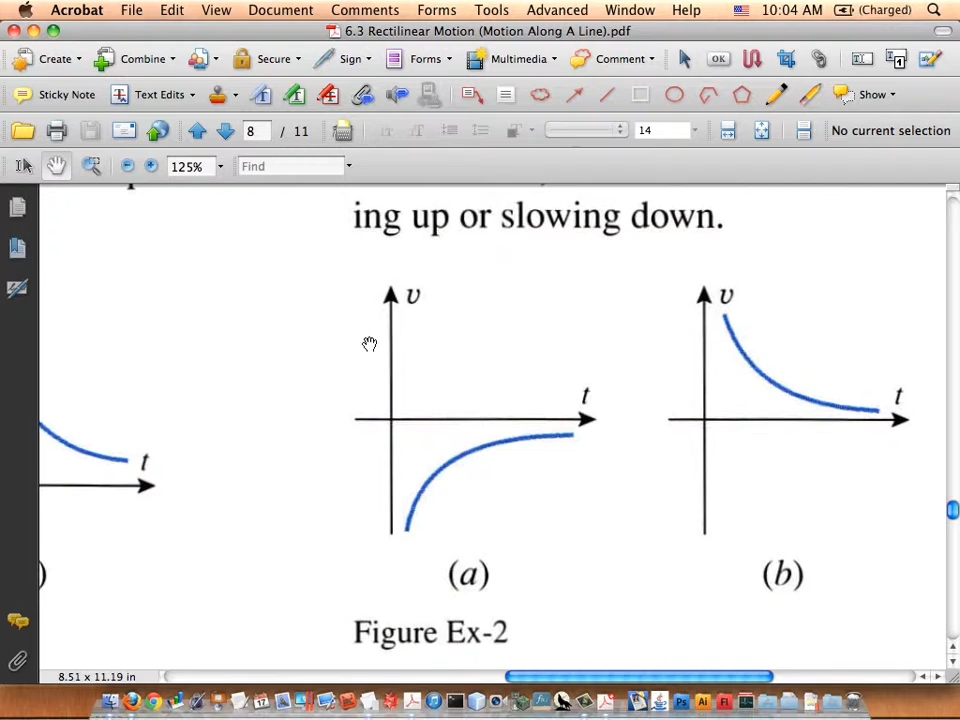 Acrobat File Edit View Document Comments Forms Tools Advanced Window Help 10:04 AM (Charged)
6.3 Rectilinear Motion (Motion Along A Line).pdf
Create Combine Secure Sign Forms Multimedia OK Comment
Sticky Note Text Edits Show
8 / 11 14 No current selection
125% Find
ing up or slowing down.
v v
t t
t
(a) (b)
)
Figure Ex-2
8.51 x 11.19 in